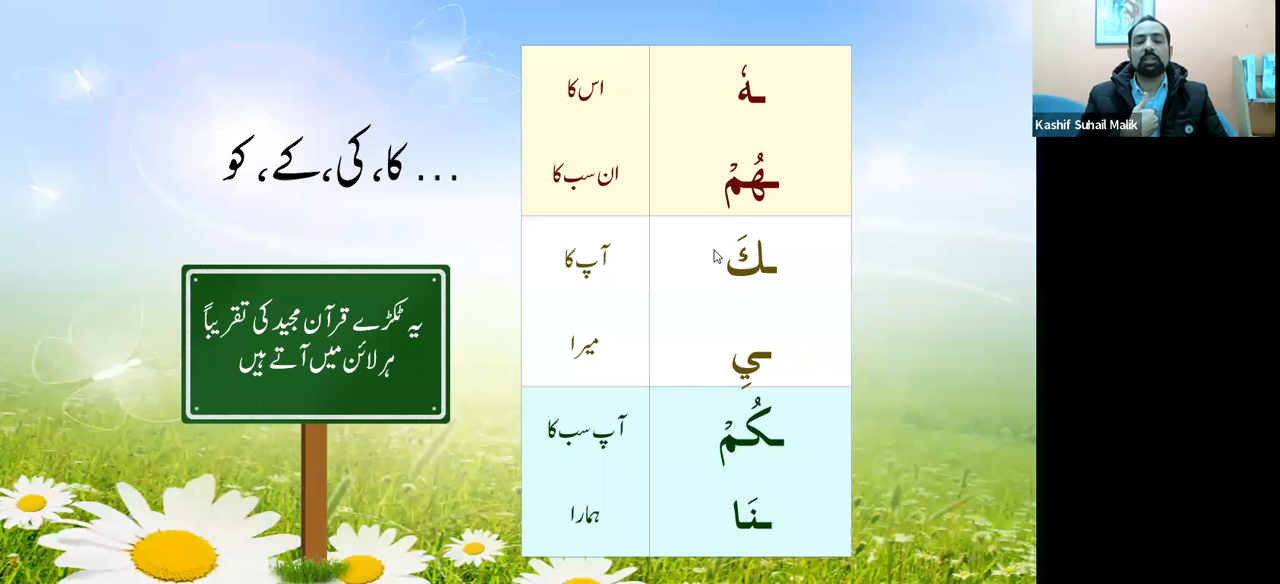 کا، کی، کے، کو ...
یہ ٹکڑے قرآن مجید کی تقریباً
ہر لائن میں آتے ہیں
ـهٗ اس کا
ـهُمْ ان سب کا
ـكَ آپ کا
ـيِ میرا
ـكُمْ آپ سب کا
ـنَا ہمارا
Kashif Suhail Malik